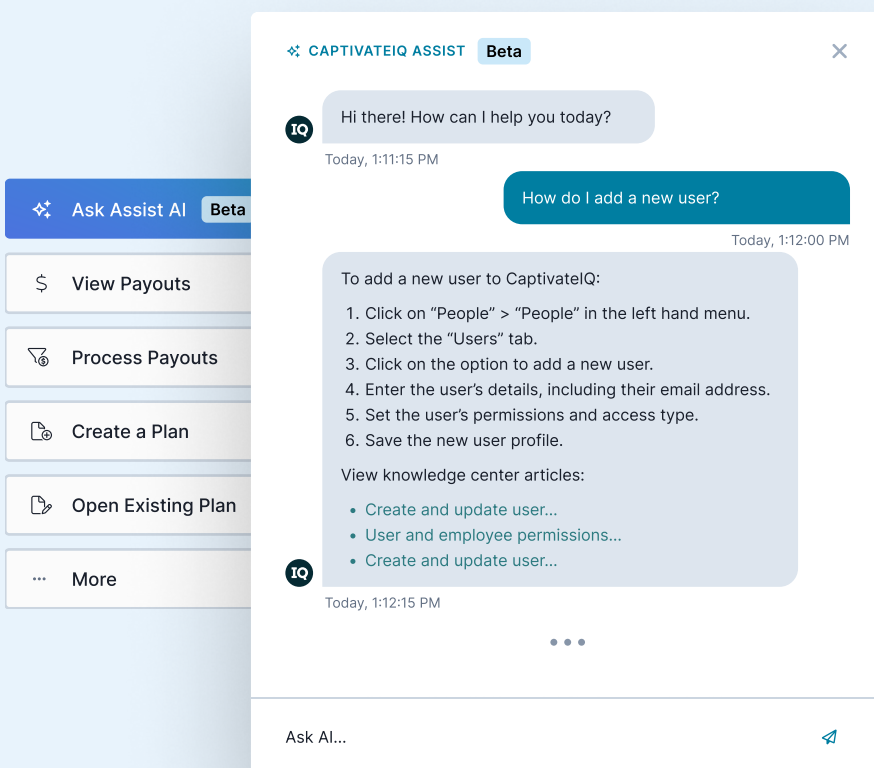 CAPTIVATEIQ ASSIST Beta
IQ
Hi there! How can I help you today?
Today, 1:11:15 PM
How do I add a new user?
Today, 1:12:00 PM
To add a new user to CaptivateIQ:
1. Click on “People” > “People” in the left hand menu.
2. Select the “Users” tab.
3. Click on the option to add a new user.
4. Enter the user’s details, including their email address.
5. Set the user’s permissions and access type.
6. Save the new user profile.
View knowledge center articles:
• Create and update user...
• User and employee permissions...
• Create and update user...
IQ
Today, 1:12:15 PM
Ask AI...
Ask Assist AI Beta
View Payouts
Process Payouts
Create a Plan
Open Existing Plan
More